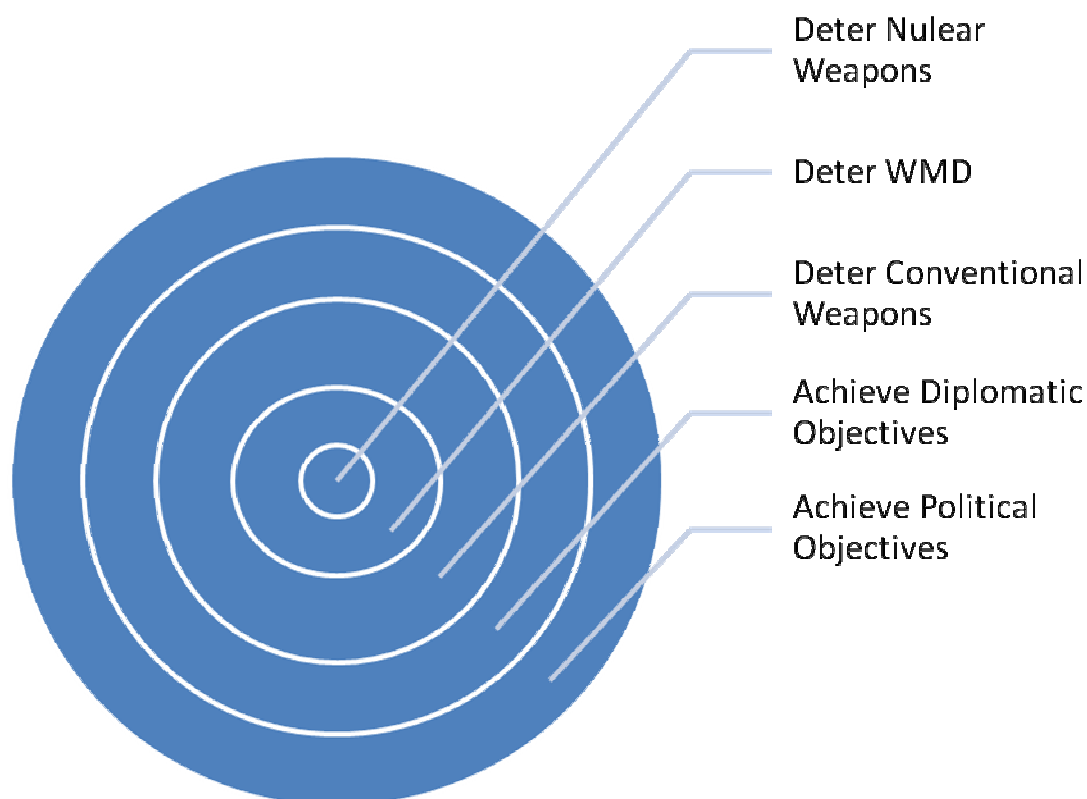 Deter Nulear
Weapons
Deter WMD
Deter Conventional
Weapons
Achieve Diplomatic
Objectives
Achieve Political
Objectives